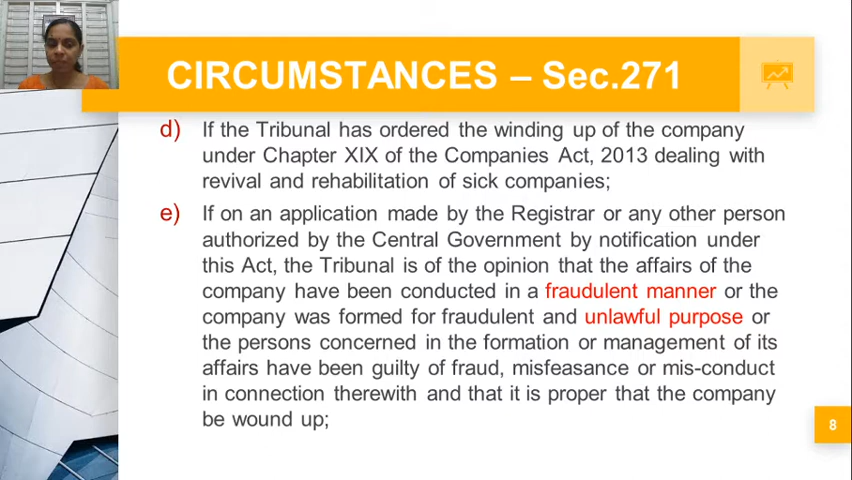 CIRCUMSTANCES – Sec.271
d) If the Tribunal has ordered the winding up of the company
under Chapter XIX of the Companies Act, 2013 dealing with
revival and rehabilitation of sick companies;
e) If on an application made by the Registrar or any other person
authorized by the Central Government by notification under
this Act, the Tribunal is of the opinion that the affairs of the
company have been conducted in a fraudulent manner or the
company was formed for fraudulent and unlawful purpose or
the persons concerned in the formation or management of its
affairs have been guilty of fraud, misfeasance or mis-conduct
in connection therewith and that it is proper that the company
be wound up;
8